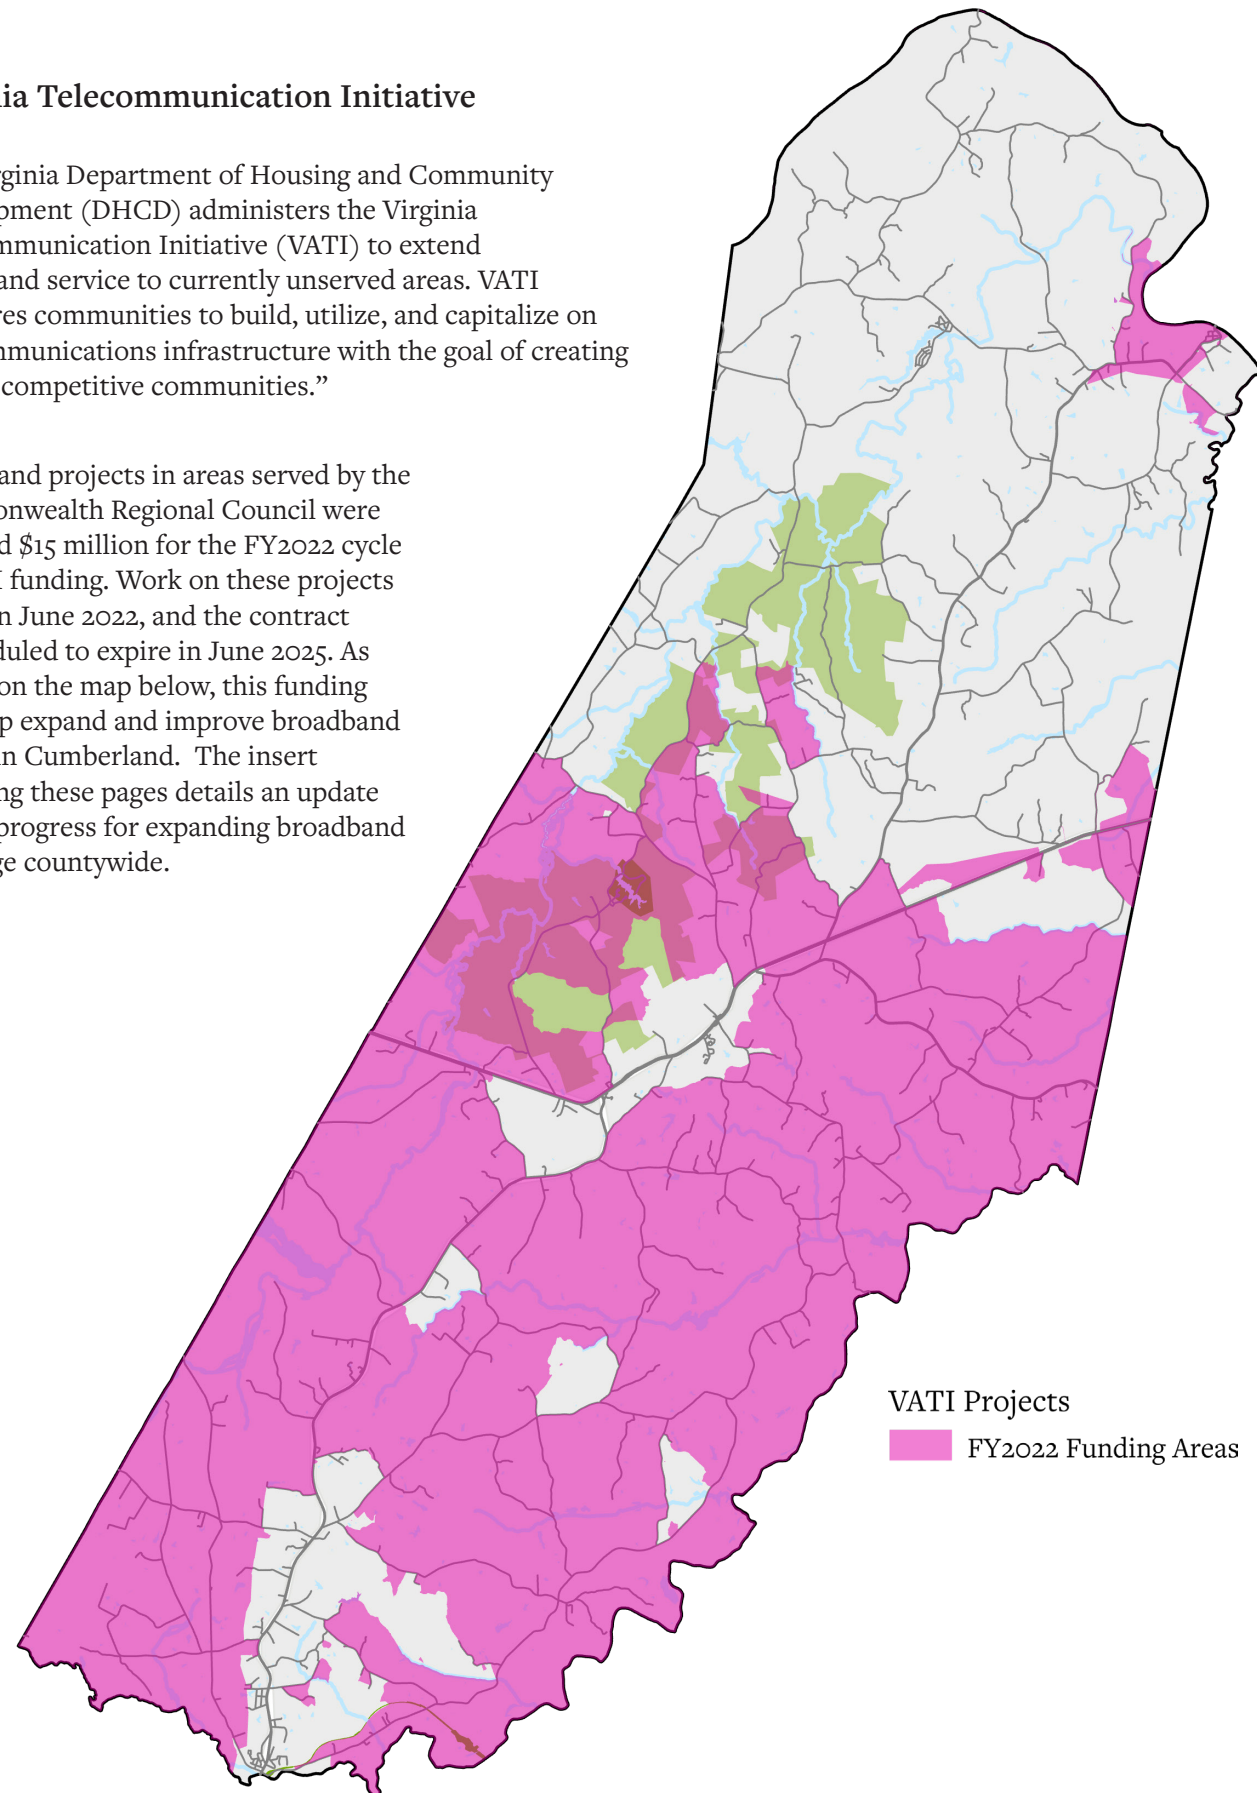 ia Telecommunication Initiative
rginia Department of Housing and Community
pment (DHCD) administers the Virginia
mmunication Initiative (VATI) to extend
and service to currently unserved areas. VATI
res communities to build, utilize, and capitalize on
mmunications infrastructure with the goal of creating
competitive communities.”
and projects in areas served by the
onwealth Regional Council were
d $15 million for the FY2022 cycle
I funding. Work on these projects
n June 2022, and the contract
duled to expire in June 2025. As
on the map below, this funding
p expand and improve broadband
in Cumberland. The insert
ng these pages details an update
progress for expanding broadband
ge countywide.
VATI Projects
FY2022 Funding Areas